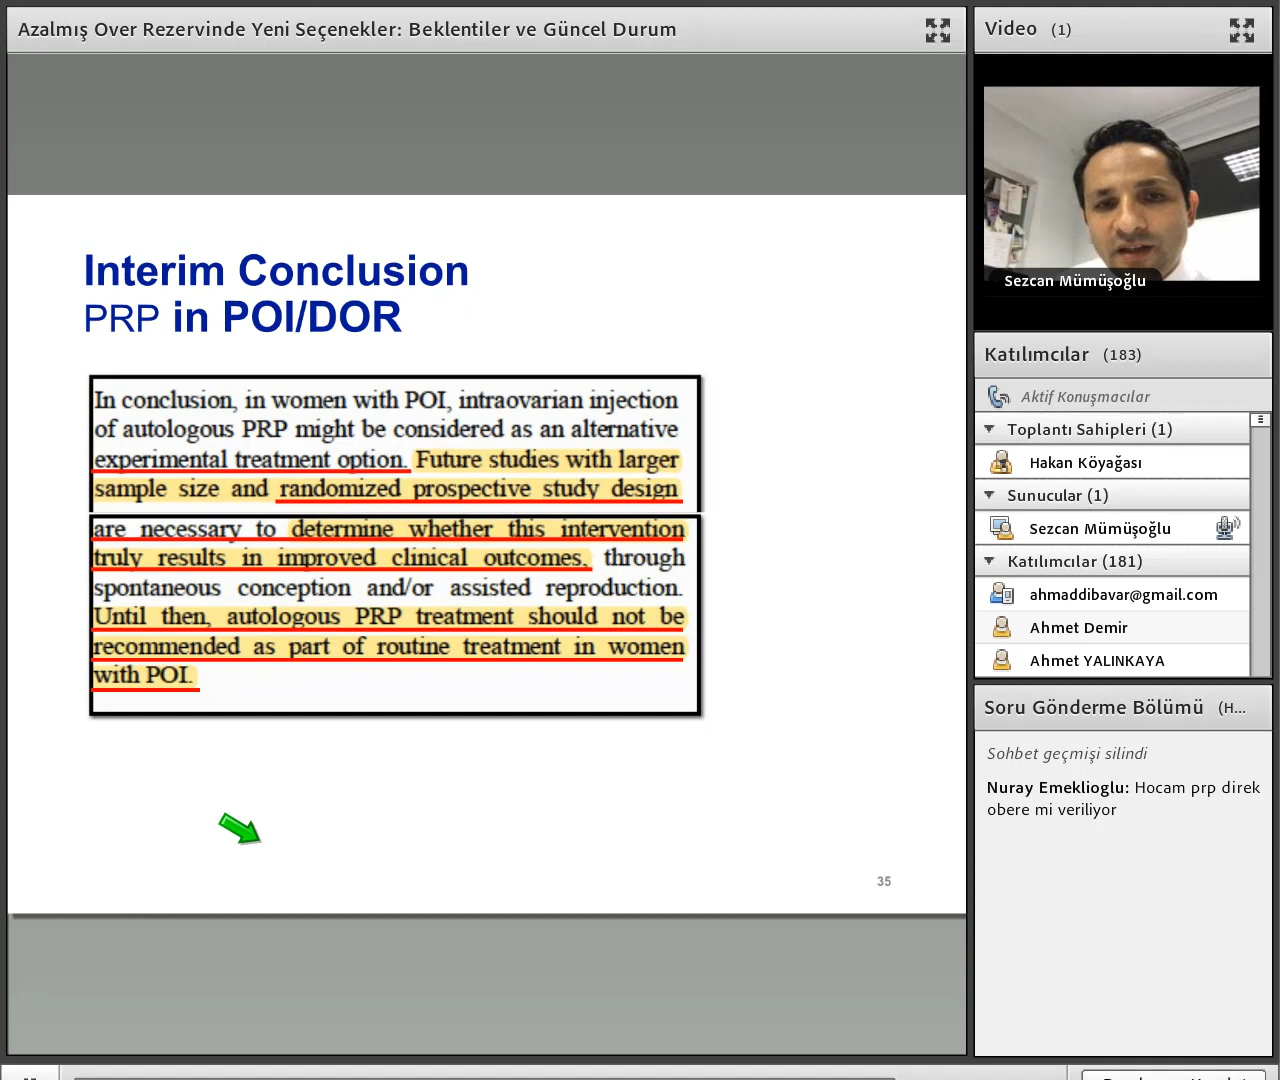 Azalmış Over Rezervinde Yeni Seçenekler: Beklentiler ve Güncel Durum
Interim Conclusion
PRP in POI/DOR
In conclusion, in women with POI, intraovarian injection
of autologous PRP might be considered as an alternative
experimental treatment option. Future studies with larger
sample size and randomized prospective study design
are necessary to determine whether this intervention
truly results in improved clinical outcomes, through
spontaneous conception and/or assisted reproduction.
Until then, autologous PRP treatment should not be
recommended as part of routine treatment in women
with POI.
35
Video (1)
Sezcan Mümüşoğlu
Katılımcılar (183)
Aktif Konuşmacılar
Toplantı Sahipleri (1)
Hakan Köyağası
Sunucular (1)
Sezcan Mümüşoğlu
Katılımcılar (181)
ahmaddibavar@gmail.com
Ahmet Demir
Ahmet YALINKAYA
Soru Gönderme Bölümü (H...
Sohbet geçmişi silindi
Nuray Emeklioglu: Hocam prp direk
obere mi veriliyor